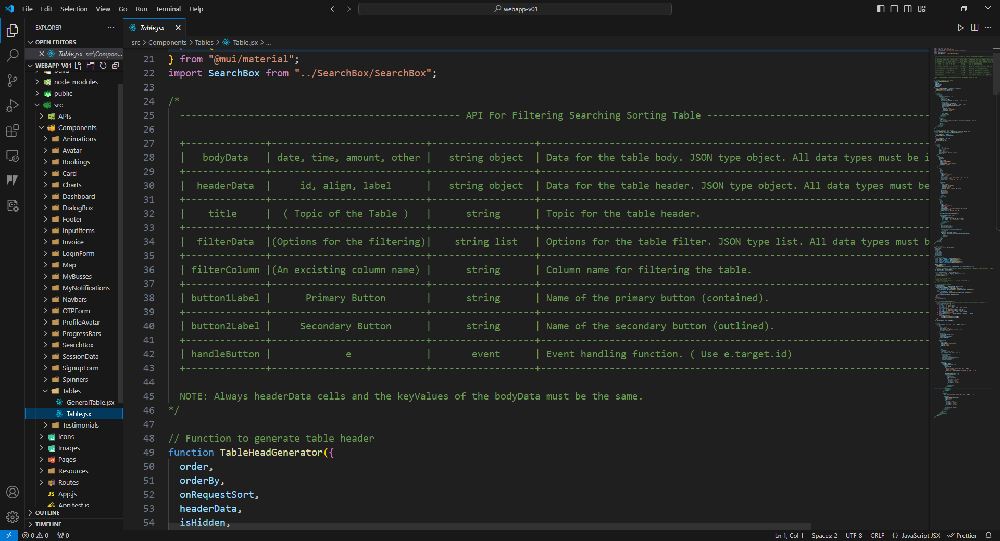 File Edit Selection View Go Run Terminal Help
webapp-v01
EXPLORER
OPEN EDITORS
Table.jsx src\Compon...
WEBAPP-V01
build
node_modules
public
src
APIs
Components
Animations
Avatar
Bookings
Card
Charts
Dashboard
DialogBox
Footer
InputItems
Invoice
LoginForm
Map
MyBusses
MyNotifications
Navbars
OTPForm
ProfileAvatar
ProgressBars
SearchBox
SessionData
SignupForm
Spinners
Tables
GeneralTable.jsx
Table.jsx
Testimonials
Icons
Images
Pages
Resources
Routes
JS App.js
App.test.js
OUTLINE
TIMELINE
Table.jsx
src > Components > Tables > Table.jsx > ...
import {
21 } from "@mui/material";
22 import SearchBox from "../SearchBox/SearchBox";
23
24 /*
25 ------------------------------------------------- API For Filtering Searching Sorting Table ---------------------------------------
26
27 +---------------+----------------------------+------------------+--------------------------------------------------------------------
28 | bodyData | date, time, amount, other | string object | Data for the table body. JSON type object. All data types must be i
29 +---------------+----------------------------+------------------+--------------------------------------------------------------------
30 | headerData | id, align, label | string object | Data for the table header. JSON type object. All data types must be
31 +---------------+----------------------------+------------------+--------------------------------------------------------------------
32 | title | ( Topic of the Table ) | string | Topic for the table header.
33 +---------------+----------------------------+------------------+--------------------------------------------------------------------
34 | filterData |(Options for the filtering)| string list | Options for the table filter. JSON type list. All data types must b
35 +---------------+----------------------------+------------------+--------------------------------------------------------------------
36 | filterColumn |(An excisting column name) | string | Column name for filtering the table.
37 +---------------+----------------------------+------------------+--------------------------------------------------------------------
38 | button1Label | Primary Button | string | Name of the primary button (contained).
39 +---------------+----------------------------+------------------+--------------------------------------------------------------------
40 | button2Label | Secondary Button | string | Name of the secondary button (outlined).
41 +---------------+----------------------------+------------------+--------------------------------------------------------------------
42 | handleButton | e | event | Event handling function. ( Use e.target.id)
43 +---------------+----------------------------+------------------+--------------------------------------------------------------------
44
45 NOTE: Always headerData cells and the keyValues of the bodyData must be the same.
46 */
47
48 // Function to generate table header
49 function TableHeadGenerator({
50 order,
51 orderBy,
52 onRequestSort,
53 headerData,
54 isHidden,
0 0 0
Ln 1, Col 1 Spaces: 2 UTF-8 CRLF {} JavaScript JSX Prettier